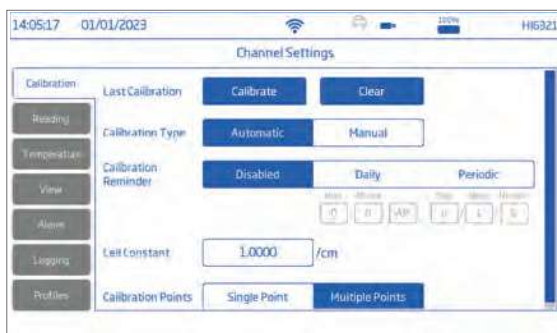 14:05:17 01/01/2023 100% HI6321
Channel Settings
Calibration
Last Calibration Calibrate Clear
Reading
Calibration Type Automatic Manual
Temperature
Calibration Reminder Disabled Daily Periodic
View
Alarm
Cell Constant 1.0000 /cm
Logging
Profiles
Calibration Points Single Point Multiple Points